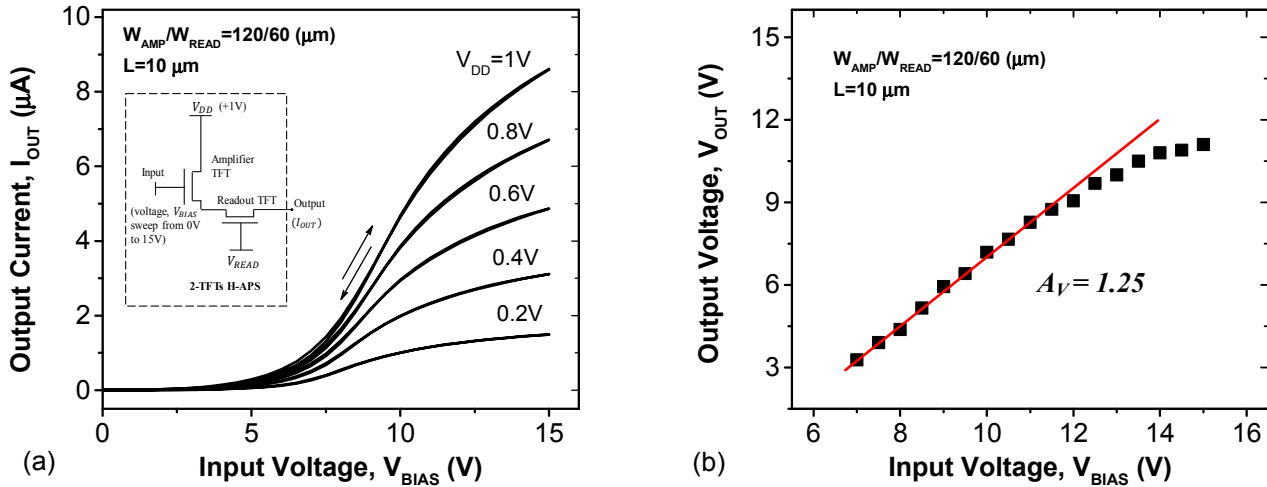 W_AMP/W_READ=120/60 (μm)
L=10 μm
V_DD=1V
0.8V
0.6V
0.4V
0.2V
V_DD (+1V)
Amplifier
TFT
Input
Readout TFT
Output
(I_OUT)
(voltage, V_BIAS
sweep from 0V
to 15V)
V_READ
2-TFTs H-APS
Output Current, I_OUT (μA)
10
8
6
4
2
0
0
5
10
15
Input Voltage, V_BIAS (V)
(a)
W_AMP/W_READ=120/60 (μm)
L=10 μm
A_V = 1.25
Output Voltage, V_OUT (V)
15
12
9
6
3
6
8
10
12
14
16
Input Voltage, V_BIAS (V)
(b)